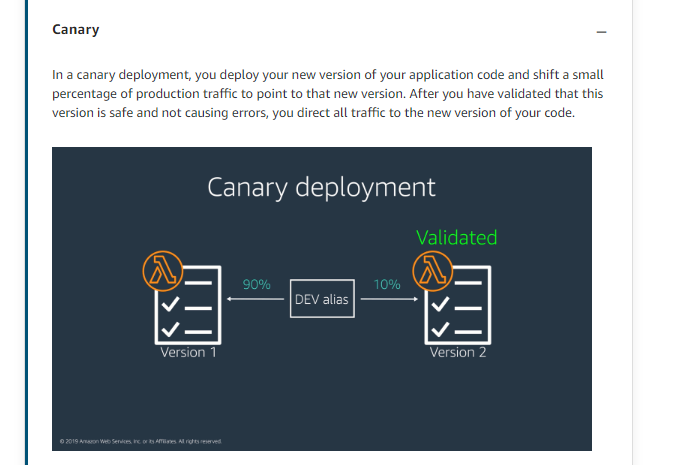 Canary
In a canary deployment, you deploy your new version of your application code and shift a small
percentage of production traffic to point to that new version. After you have validated that this
version is safe and not causing errors, you direct all traffic to the new version of your code.
Canary deployment
Validated
90%
DEV alias
10%
Version 1
Version 2
© 2019 Amazon Web Services, Inc. or its Affiliates. All rights reserved.